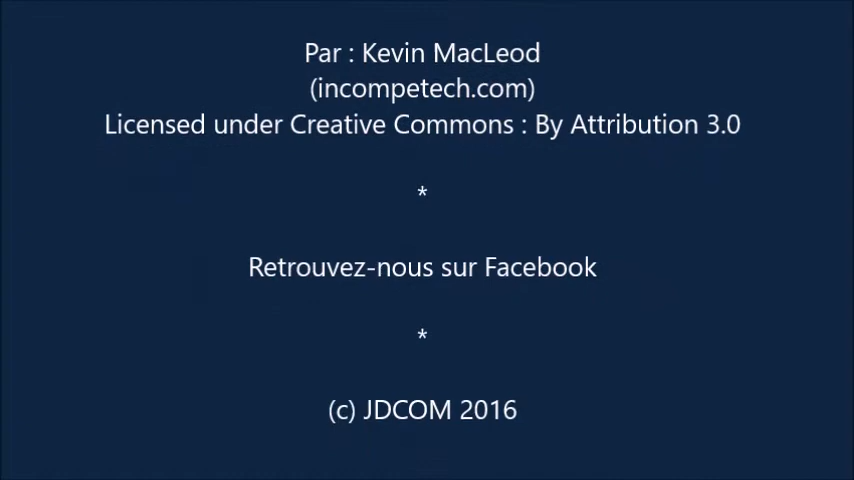 Par : Kevin MacLeod
(incompetech.com)
Licensed under Creative Commons : By Attribution 3.0
*
Retrouvez-nous sur Facebook
*
(c) JDCOM 2016